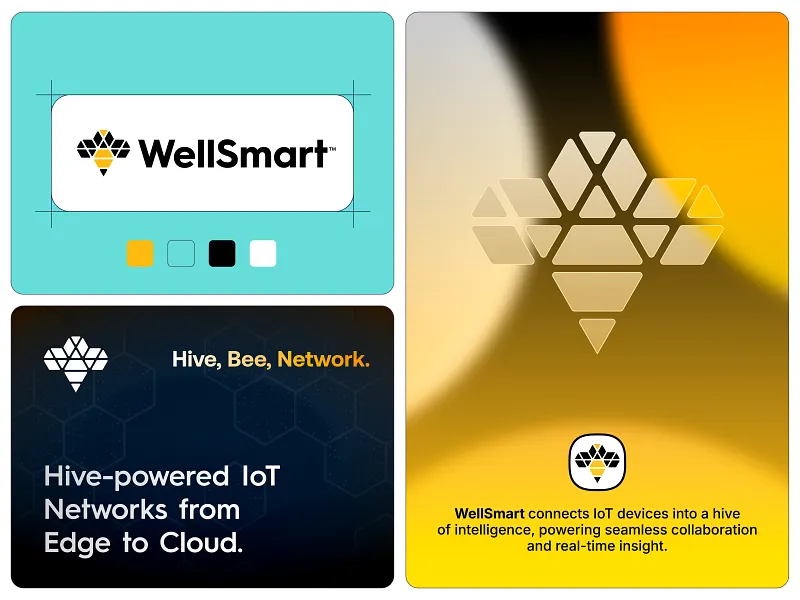 WellSmart™
Hive, Bee, Network.
Hive-powered IoT
Networks from
Edge to Cloud.
WellSmart connects IoT devices into a hive
of intelligence, powering seamless collaboration
and real-time insight.